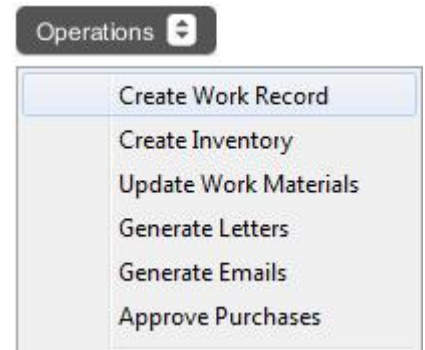 Operations
Create Work Record
Create Inventory
Update Work Materials
Generate Letters
Generate Emails
Approve Purchases